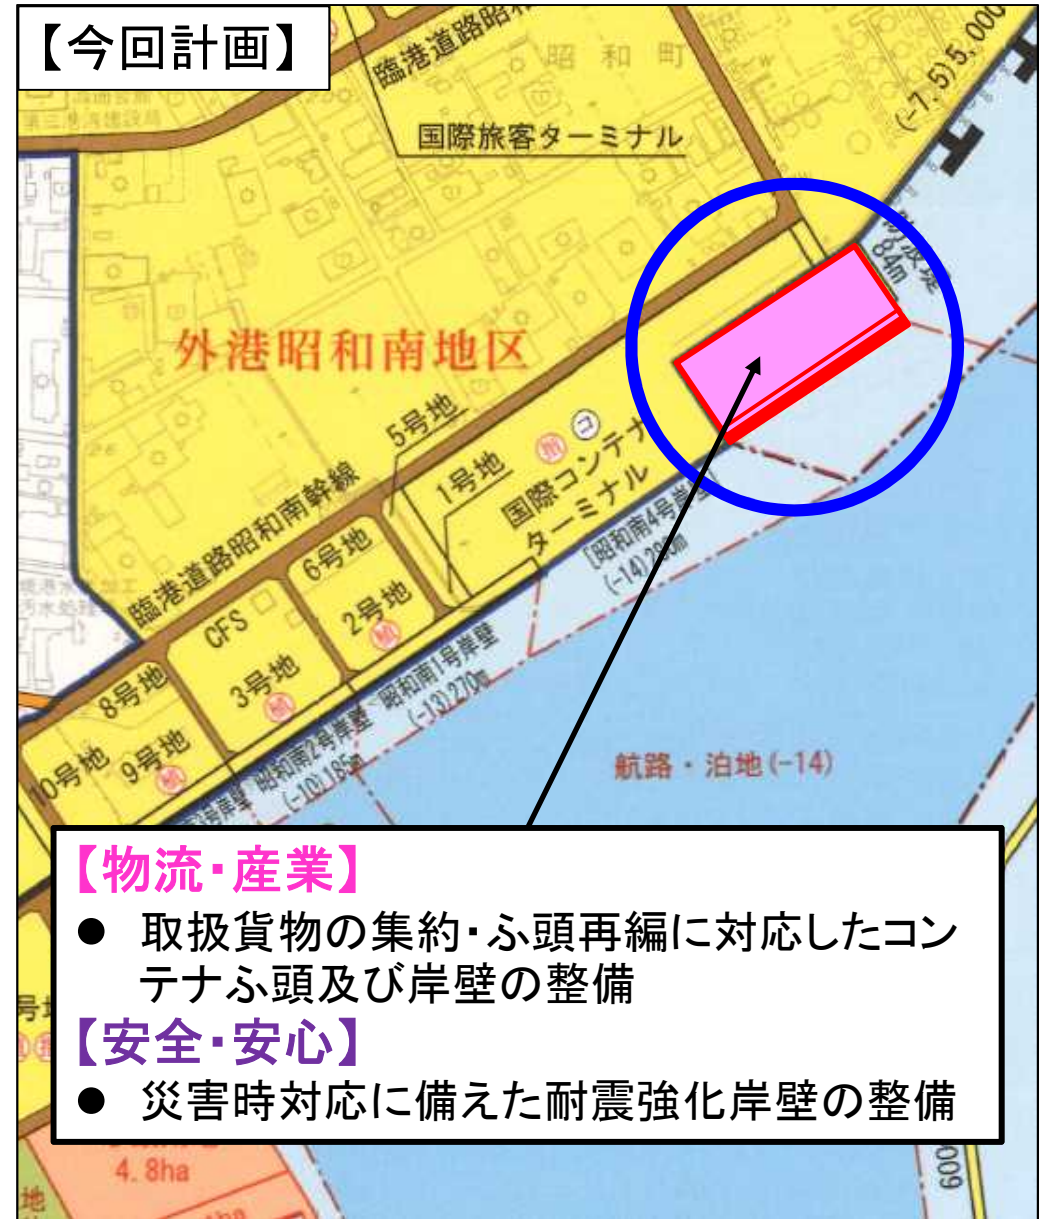 【今回計画】
臨港道路昭和
昭和町
(-7.5)5,000
国際旅客ターミナル
防波堤
84m
外港昭和南地区
5号地
1号地
コ
国際コンテナ
ターミナル
臨港道路昭和南幹線
6号地
2号地
CFS
3号地
8号地
9号地
10号地
昭和南1号岸壁
(-13)270m
昭和南2号岸壁
(-10)185m
号岸壁
航路・泊地(-14)
【物流・産業】
● 取扱貨物の集約・ふ頭再編に対応したコン
テナふ頭及び岸壁の整備
【安全・安心】
● 災害時対応に備えた耐震強化岸壁の整備
4.8ha
地
600